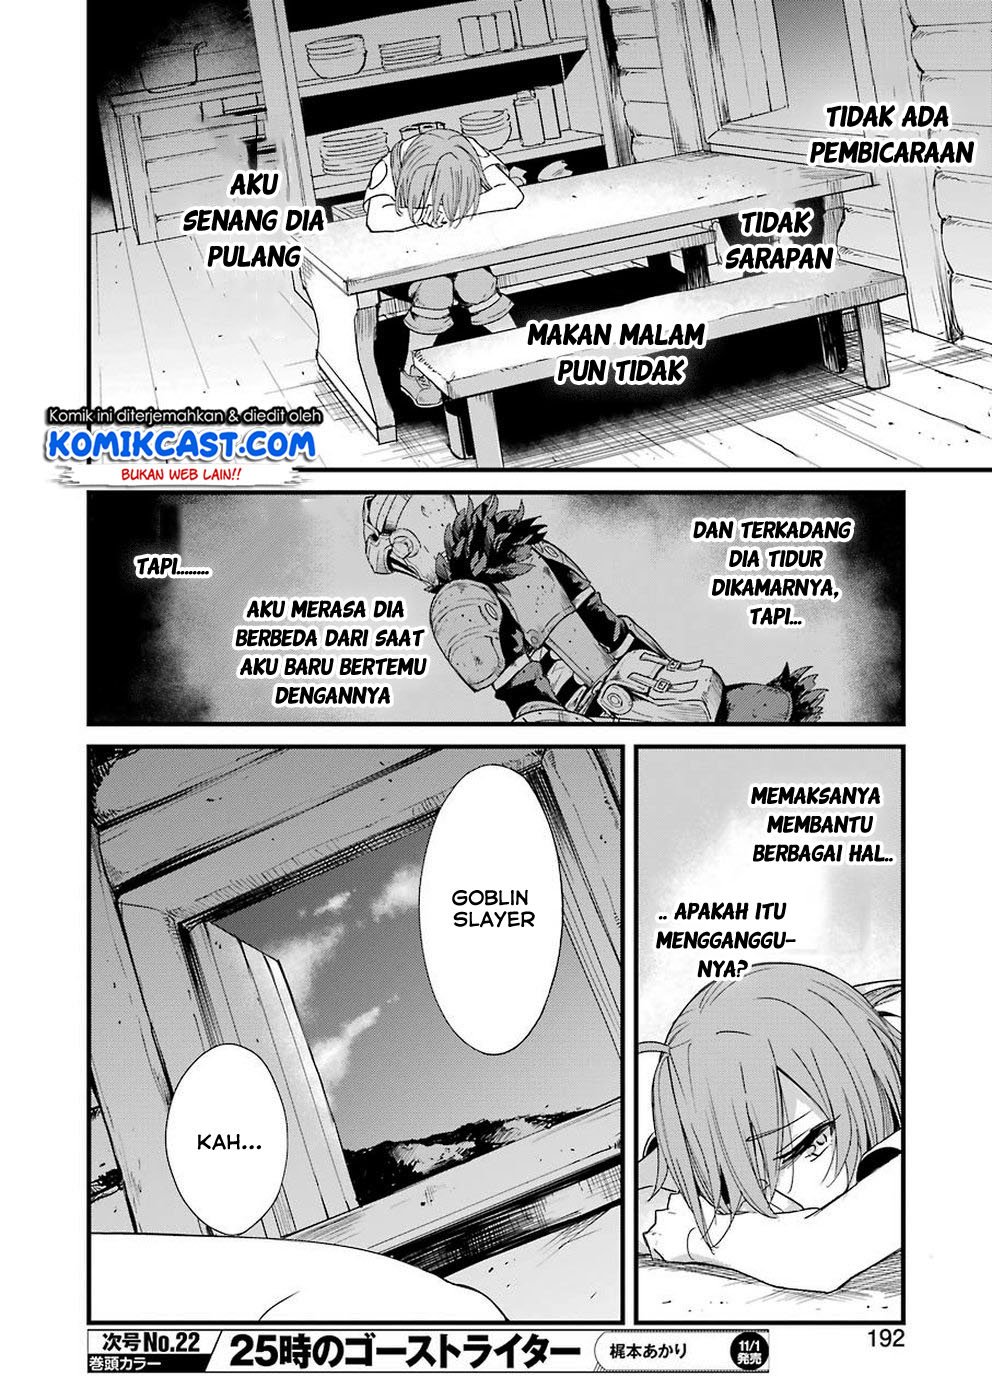 TIDAK ADA
PEMBICARAAN
TIDAK
SARAPAN
MAKAN MALAM
PUN TIDAK
AKU
SENANG DIA
PULANG
Komik ini diterjemahkan & diedit oleh
KOMIKCAST.COM
BUKAN WEB LAIN!!
DAN TERKADANG
DIA TIDUR
DIKAMARNYA,
TAPI...
AKU MERASA DIA
BERBEDA DARI SAAT
AKU BARU BERTEMU
DENGANNYA
TAPI........
MEMAKSANYA
MEMBANTU
BERBAGAI HAL..
.. APAKAH ITU
MENGGANGGU-
NYA?
GOBLIN
SLAYER
KAH...
次号No.22
巻頭カラー
25時のゴーストライター
梶本あかり
11/1
発売
192